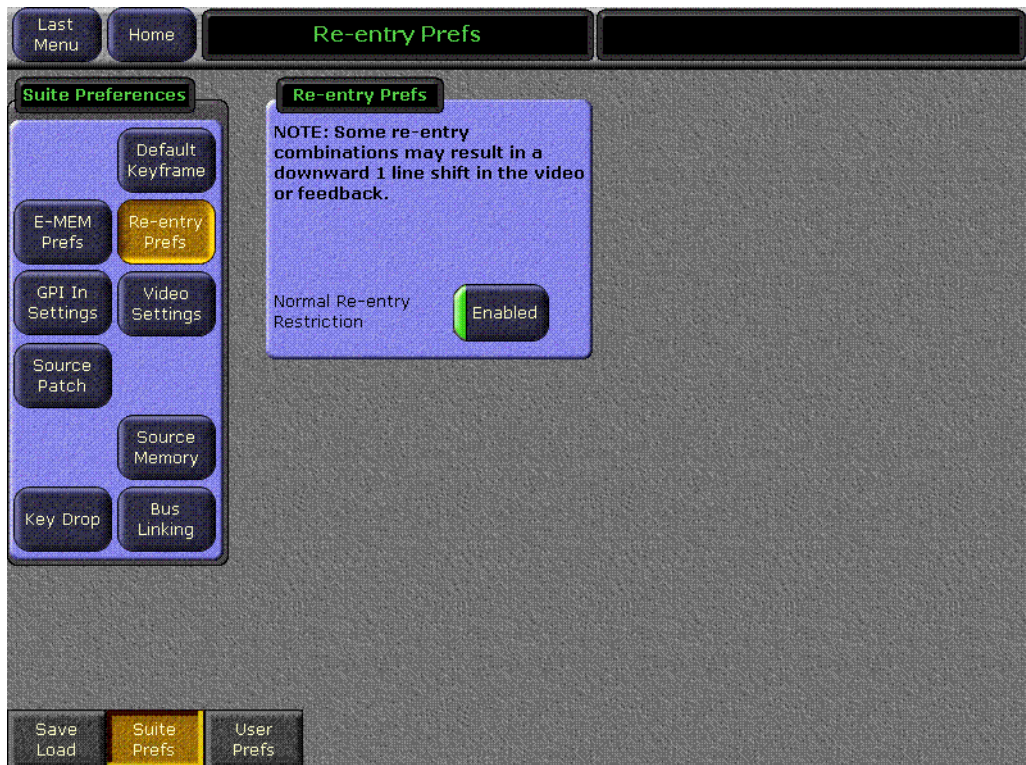 Last Menu
Home
Re-entry Prefs
Suite Preferences
Default Keyframe
E-MEM Prefs
Re-entry Prefs
GPI In Settings
Video Settings
Source Patch
Source Memory
Key Drop
Bus Linking
Re-entry Prefs
NOTE: Some re-entry
combinations may result in a
downward 1 line shift in the video
or feedback.
Normal Re-entry
Restriction
Enabled
Save Load
Suite Prefs
User Prefs